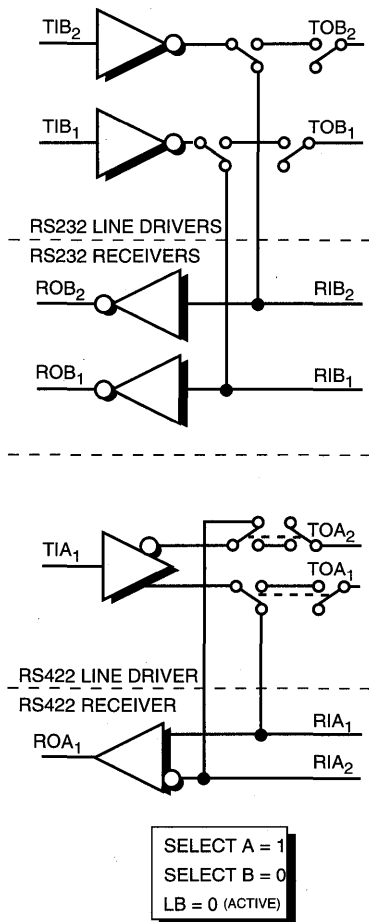 TIB2
TOB2
TIB1
TOB1
RS232 LINE DRIVERS
RS232 RECEIVERS
ROB2
RIB2
ROB1
RIB1
TIA1
TOA2
TOA1
RS422 LINE DRIVER
RS422 RECEIVER
ROA1
RIA1
RIA2
SELECT A = 1
SELECT B = 0
LB = 0 (ACTIVE)